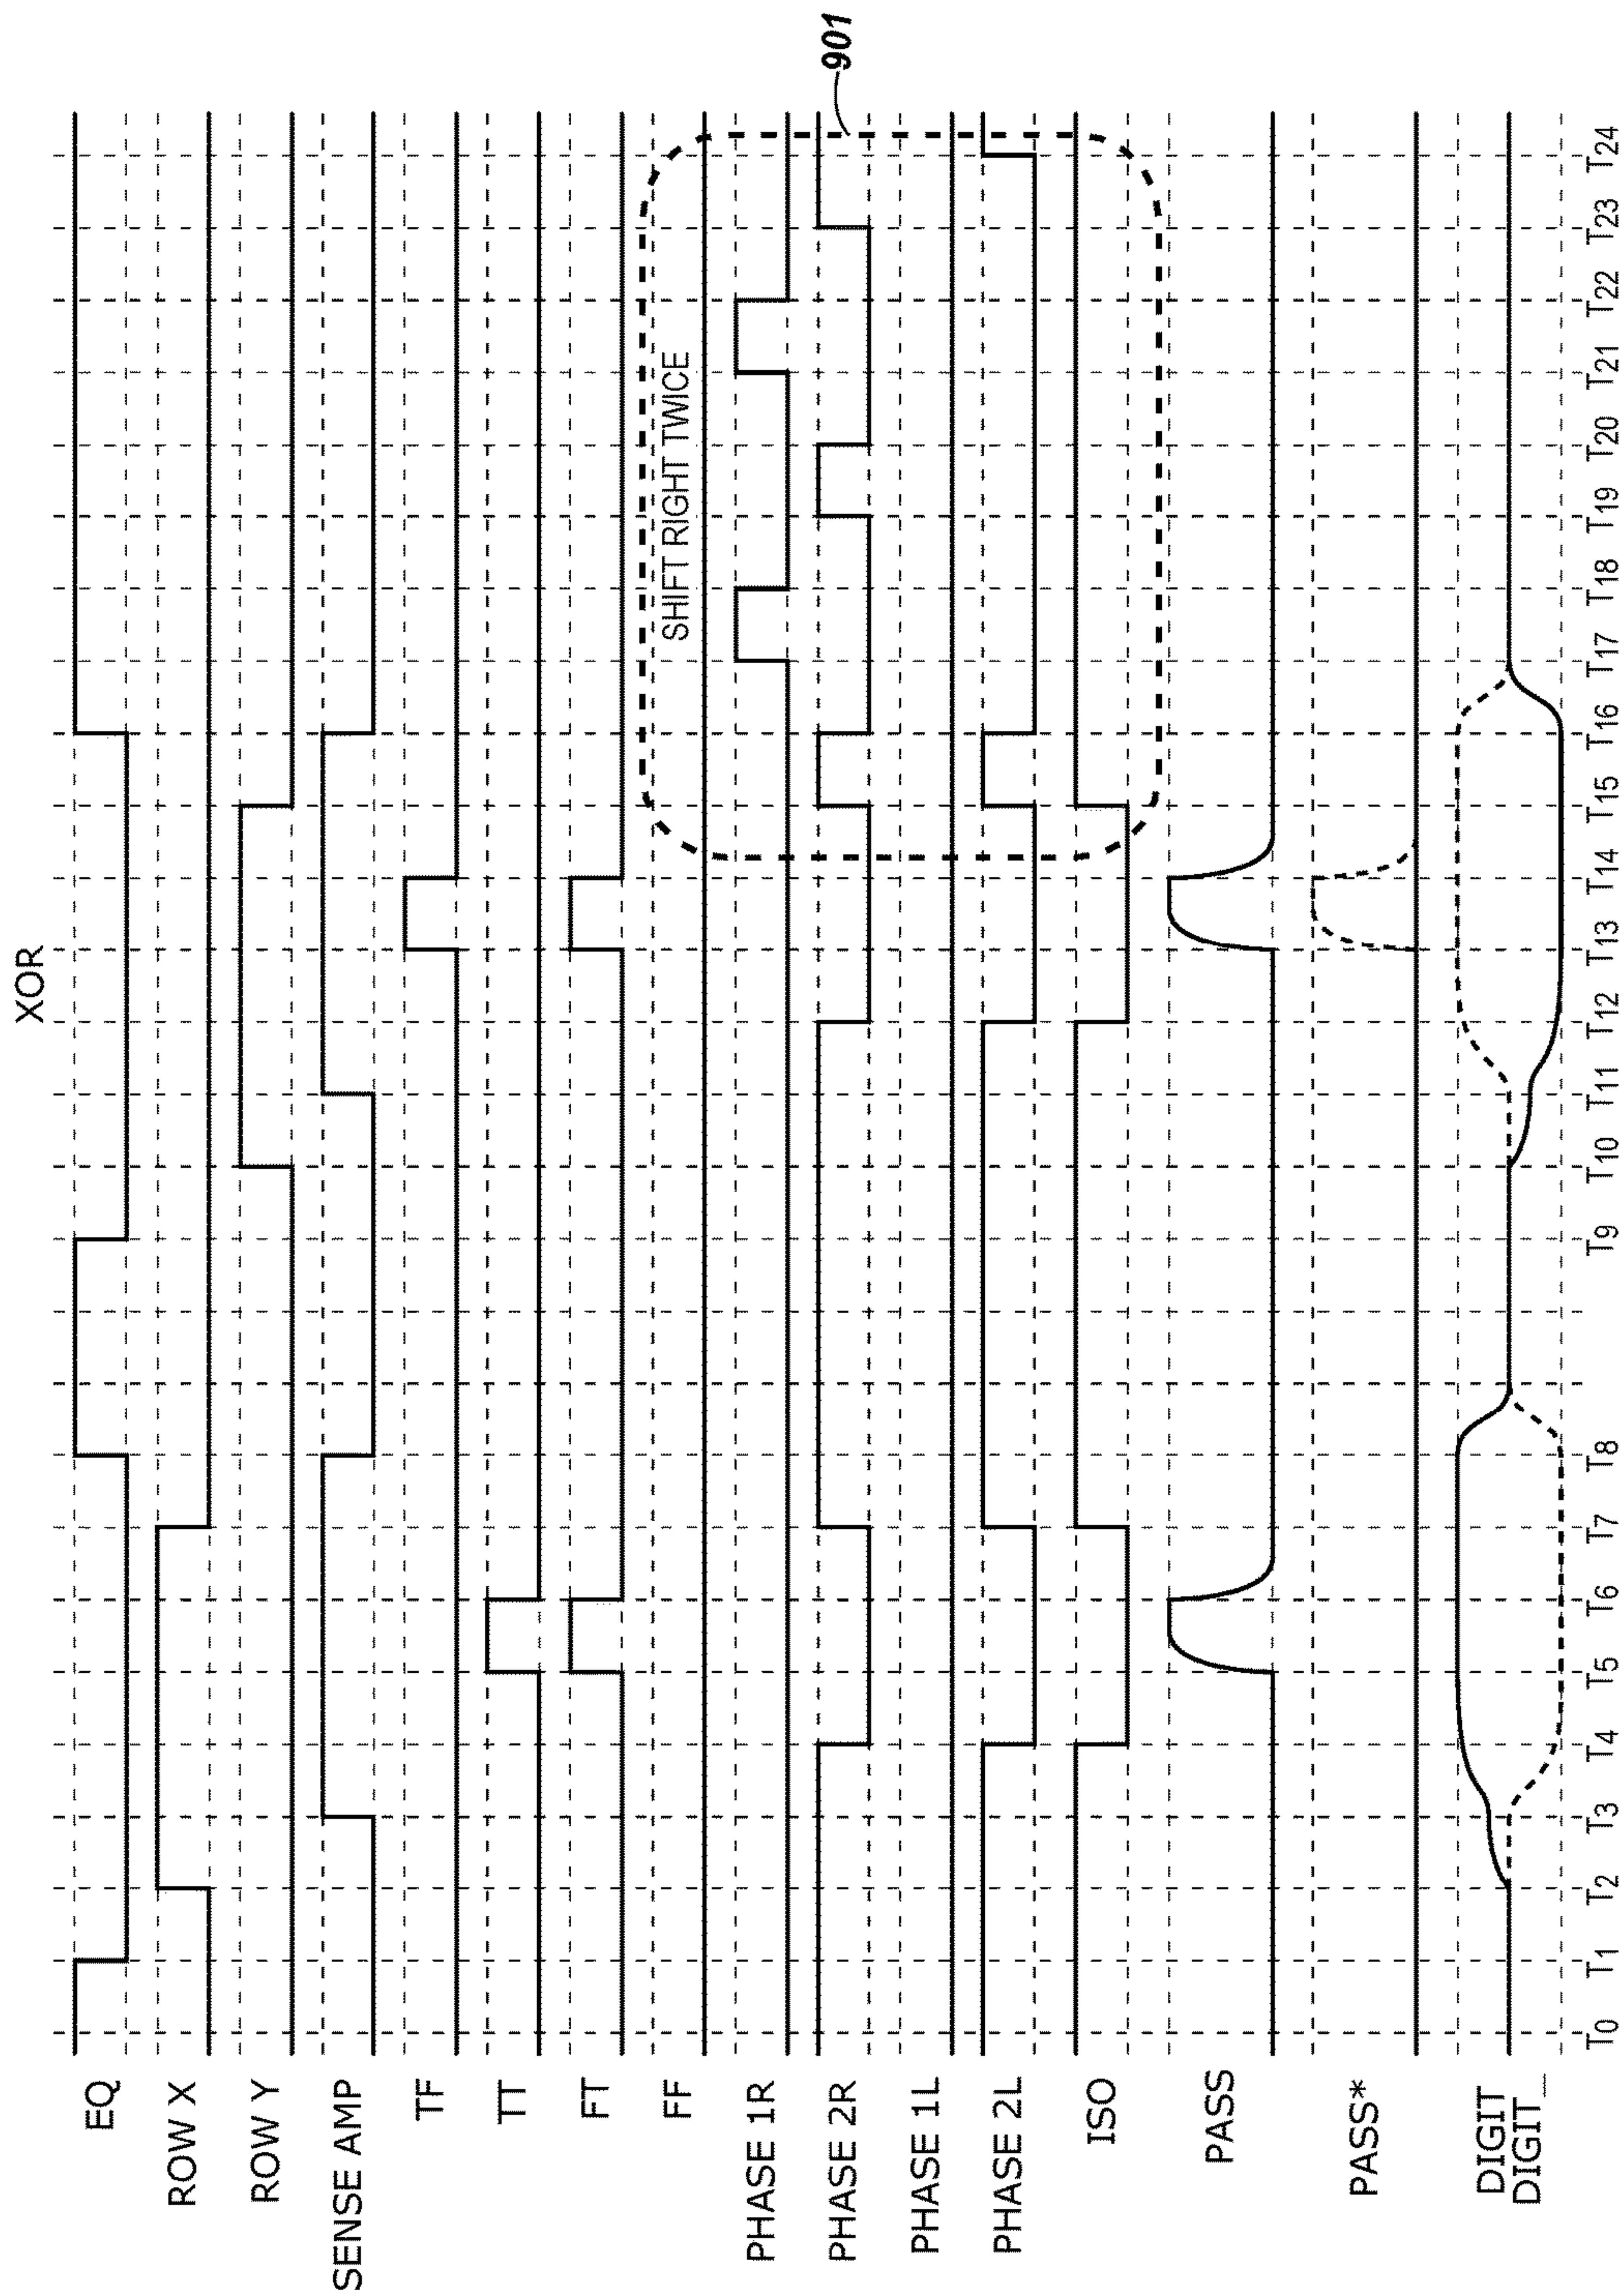 XOR
EQ
ROW X
ROW Y
SENSE AMP
TF
TT
FT
FF
SHIFT RIGHT TWICE
901
PHASE 1R
PHASE 2R
PHASE 1L
PHASE 2L
ISO
PASS
PASS*
DIGIT
DIGIT_
T0 T1 T2 T3 T4 T5 T6 T7 T8 T9 T10 T11 T12 T13 T14 T15 T16 T17 T18 T19 T20 T21 T22 T23 T24